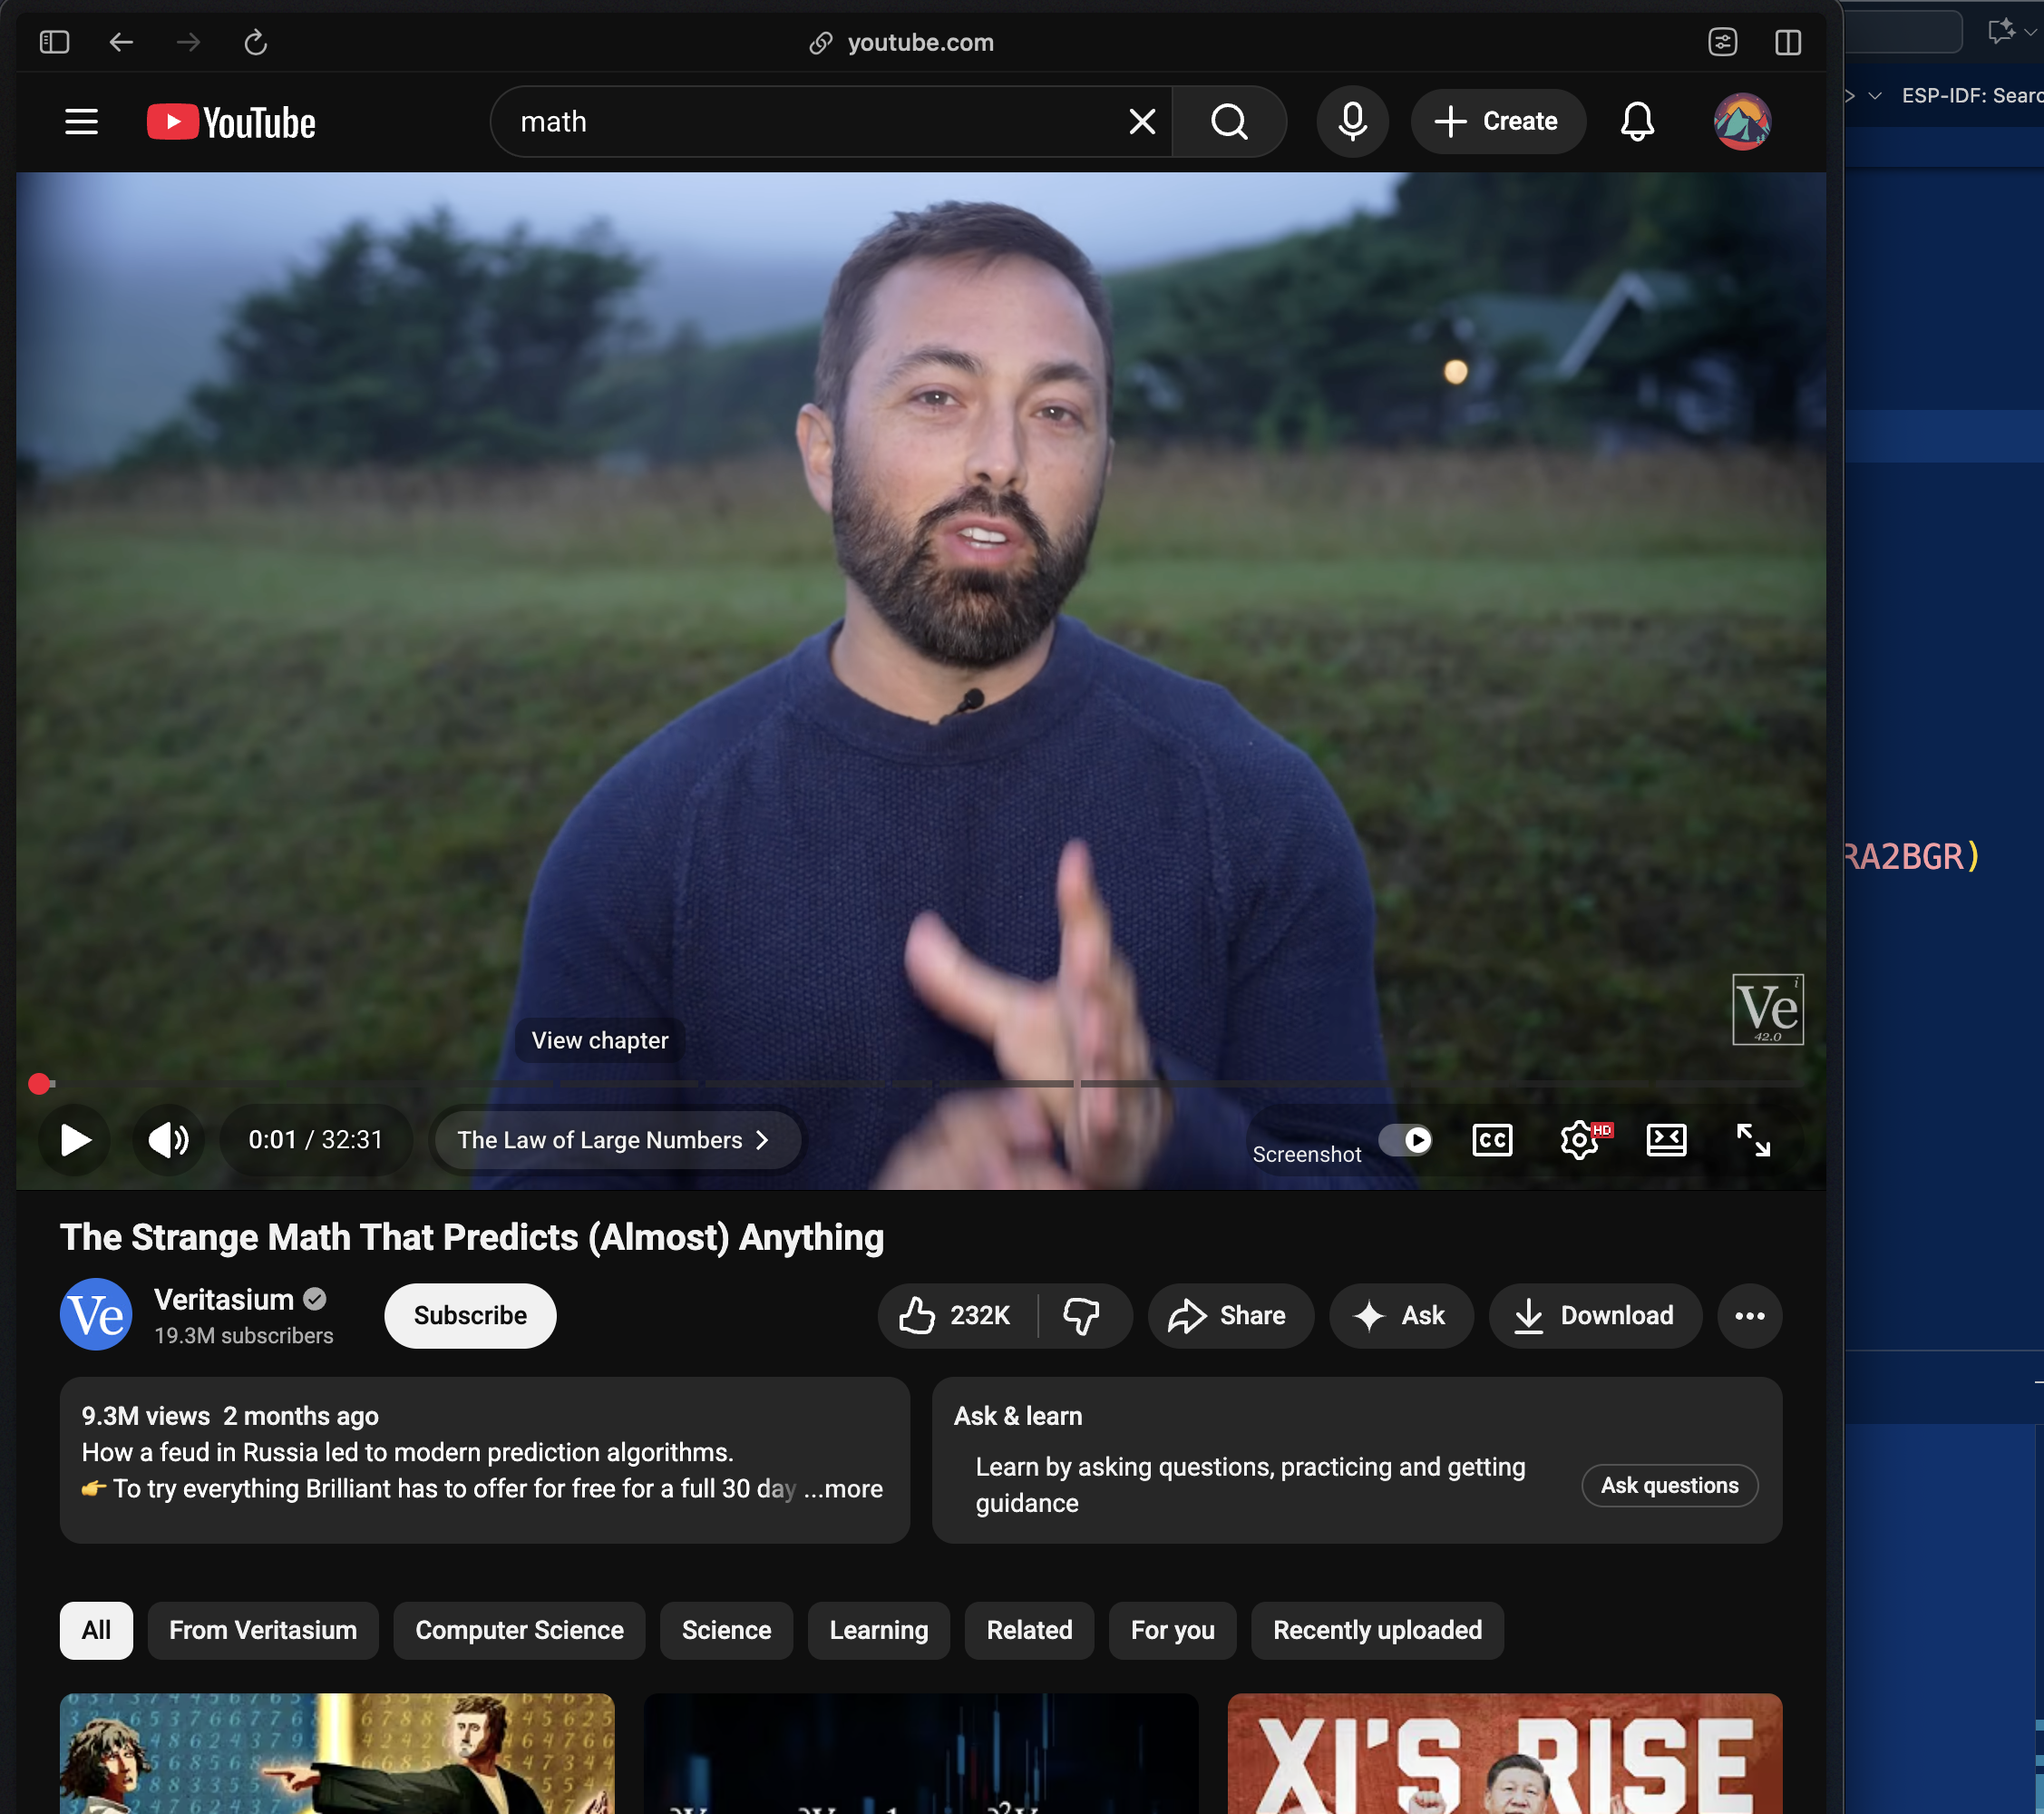 youtube.com
YouTube
math
Create
ESP-IDF: Searc
RA2BGR)
Ve
i
42.0
View chapter
0:01 / 32:31
The Law of Large Numbers
Screenshot
CC
HD
The Strange Math That Predicts (Almost) Anything
Ve
Veritasium
19.3M subscribers
Subscribe
232K
Share
Ask
Download
9.3M views 2 months ago
How a feud in Russia led to modern prediction algorithms.
👉 To try everything Brilliant has to offer for free for a full 30 day ...more
Ask & learn
Learn by asking questions, practicing and getting
guidance
Ask questions
All
From Veritasium
Computer Science
Science
Learning
Related
For you
Recently uploaded
XI'S RISE